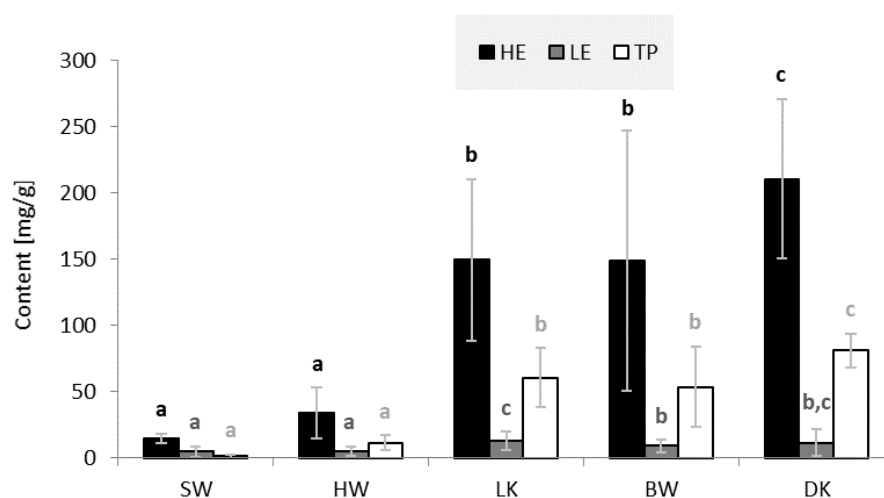 HE LE TP
300
250
200
150
100
50
0
Content [mg/g]
a a a
a a a
b c b
b b b
c b,c c
SW HW LK BW DK